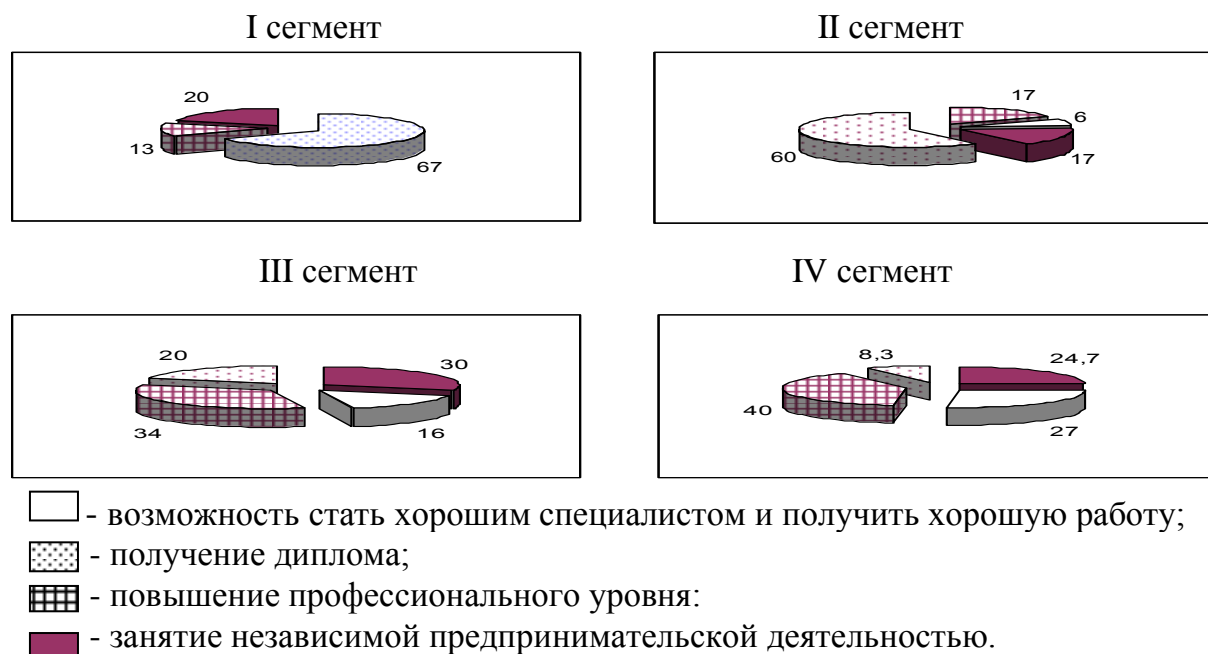 I сегмент
II сегмент
20
13
67
17
6
60
17
III сегмент
IV сегмент
20
30
34
16
8,3
24,7
40
27
- возможность стать хорошим специалистом и получить хорошую работу;
- получение диплома;
- повышение профессионального уровня:
- занятие независимой предпринимательской деятельностью.